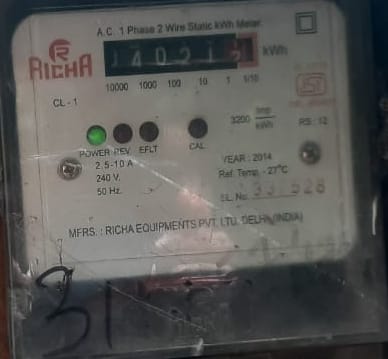 A.C. 1 Phase 2 Wire Static kWh Meter.
RICHA
kWh
10000 1000 100 10 1 1/10
CL - 1
3200 imp/kWh
RS : 12
POWER REV EFLT CAL
2.5-10 A
240 V.
50 Hz.
YEAR : 2014
Ref. Temp. - 27°C
SL. No.
MFRS. : RICHA EQUIPMENTS PVT. LTD. DELHI (INDIA)
31